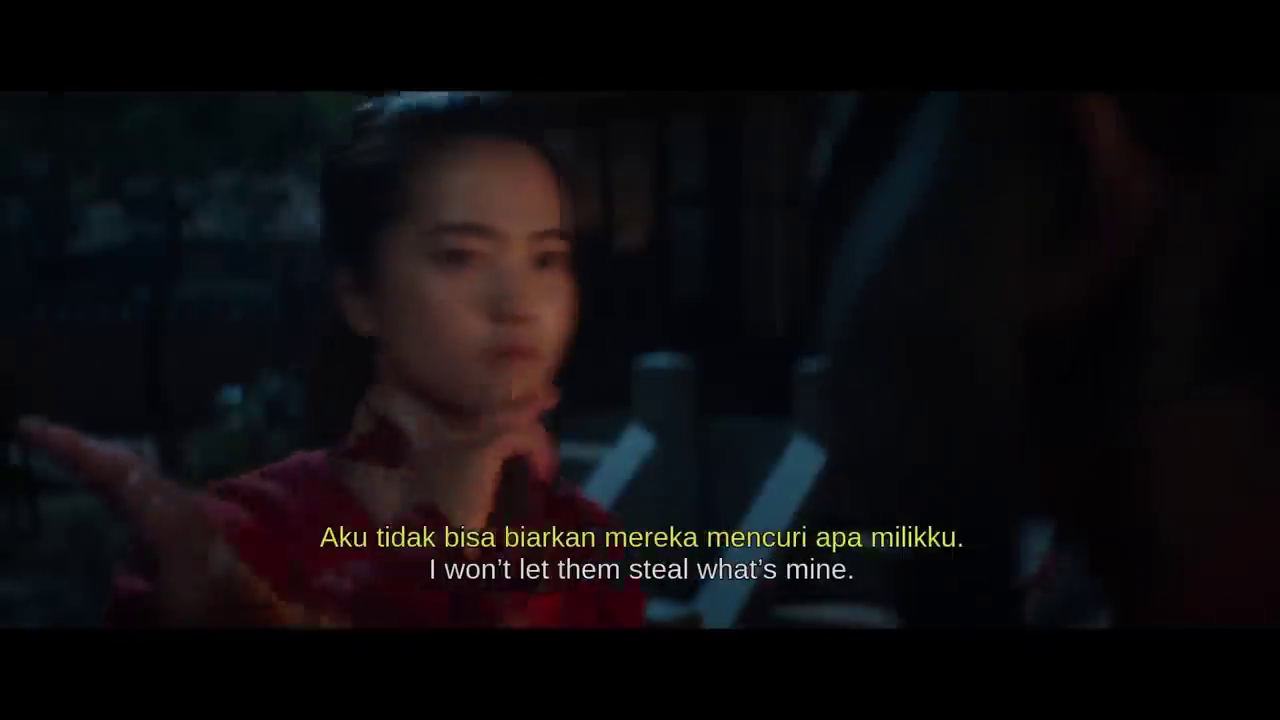 Aku tidak bisa biarkan mereka mencuri apa milikku.
I won’t let them steal what’s mine.